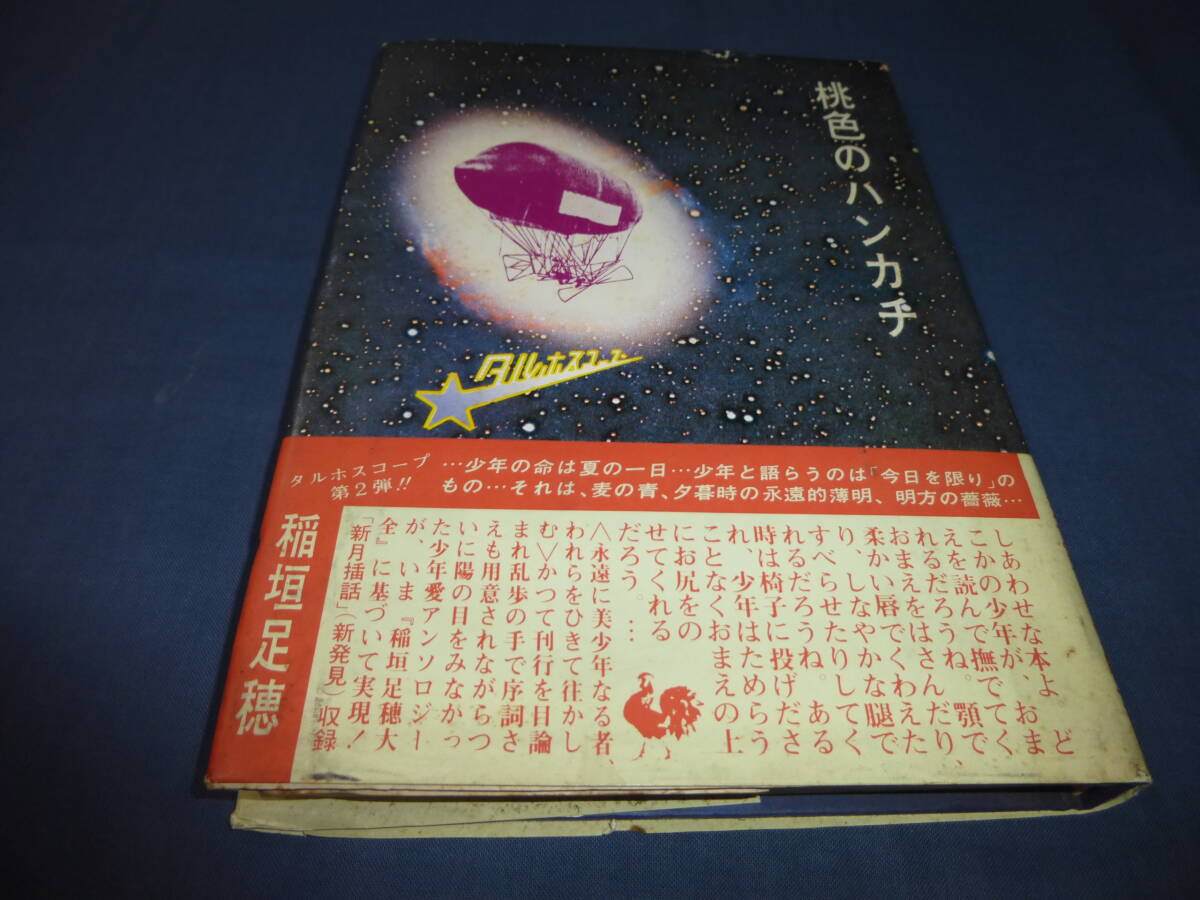 桃色のハンカチ
タルホスコープ
タルホスコープ
第2弾!!
…少年の命は夏の一日…少年と語らうのは「今日を限り」の
もの…それは、麦の青、夕暮時の永遠的薄明、明方の薔薇…
しあわせな本よ ど
こかの少年が、おま
えを読んで撫でてく
れるだろうね。顎で
おまえをはさんだり、
柔かい唇でくわえた
り、しなやかな腿で
すべらせたりしてく
れるだろうね。ある
時は椅子に投げださ
れ、少年はためらう
ことなくおまえの上
にお尻をの
せてくれる
だろう。…
＜永遠に美少年なる者、
われらをひきて往かし
む＞かつて刊行を目論
まれ乱歩の手で序詞さ
えも用意されながらつ
いに陽の目をみなかっ
た少年愛アンソロジー
が、いま『稲垣足穂大
全』に基づいて実現！
「新月挿話」（新発見）収録
稲垣足穂